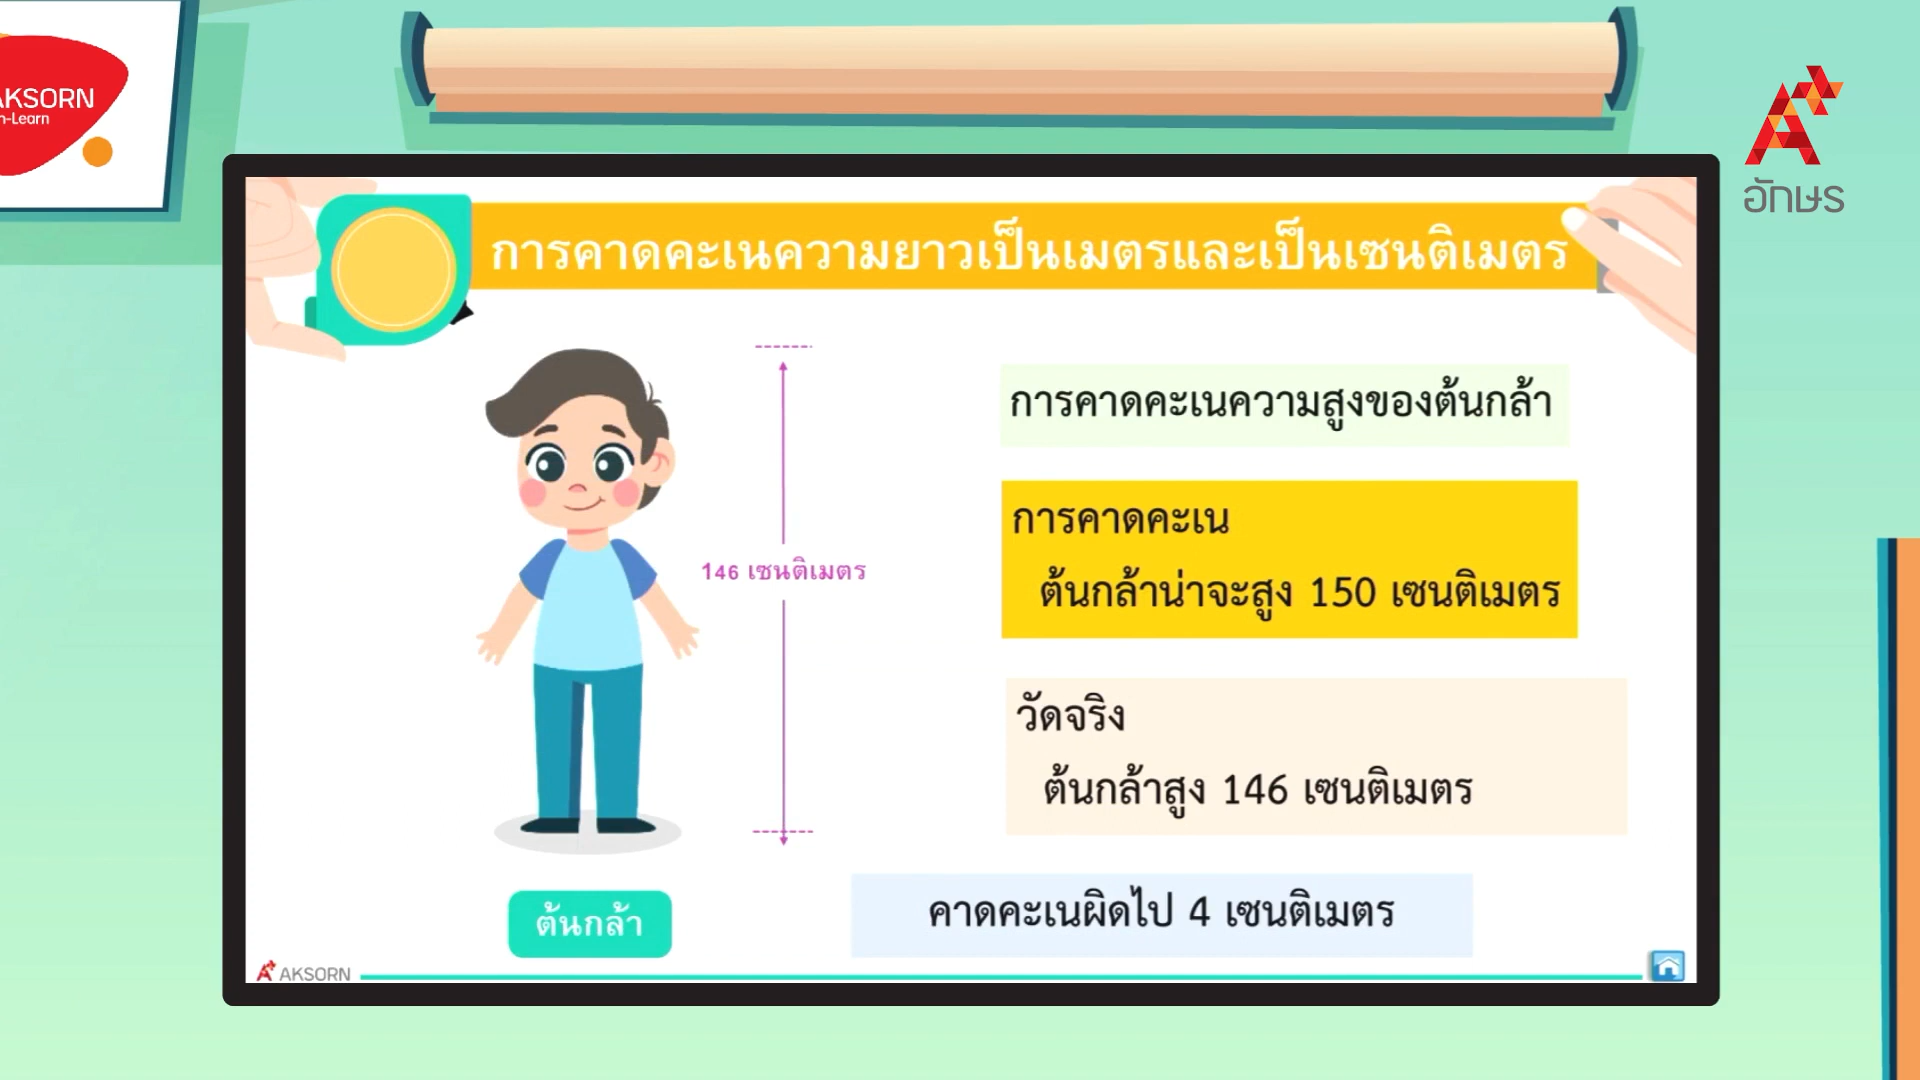 AKSORN
n-Learn
อักษร
การคาดคะเนความยาวเป็นเมตรและเป็นเซนติเมตร
การคาดคะเนความสูงของต้นกล้า
การคาดคะเน
ต้นกล้าน่าจะสูง 150 เซนติเมตร
146 เซนติเมตร
วัดจริง
ต้นกล้าสูง 146 เซนติเมตร
ต้นกล้า
คาดคะเนผิดไป 4 เซนติเมตร
AKSORN